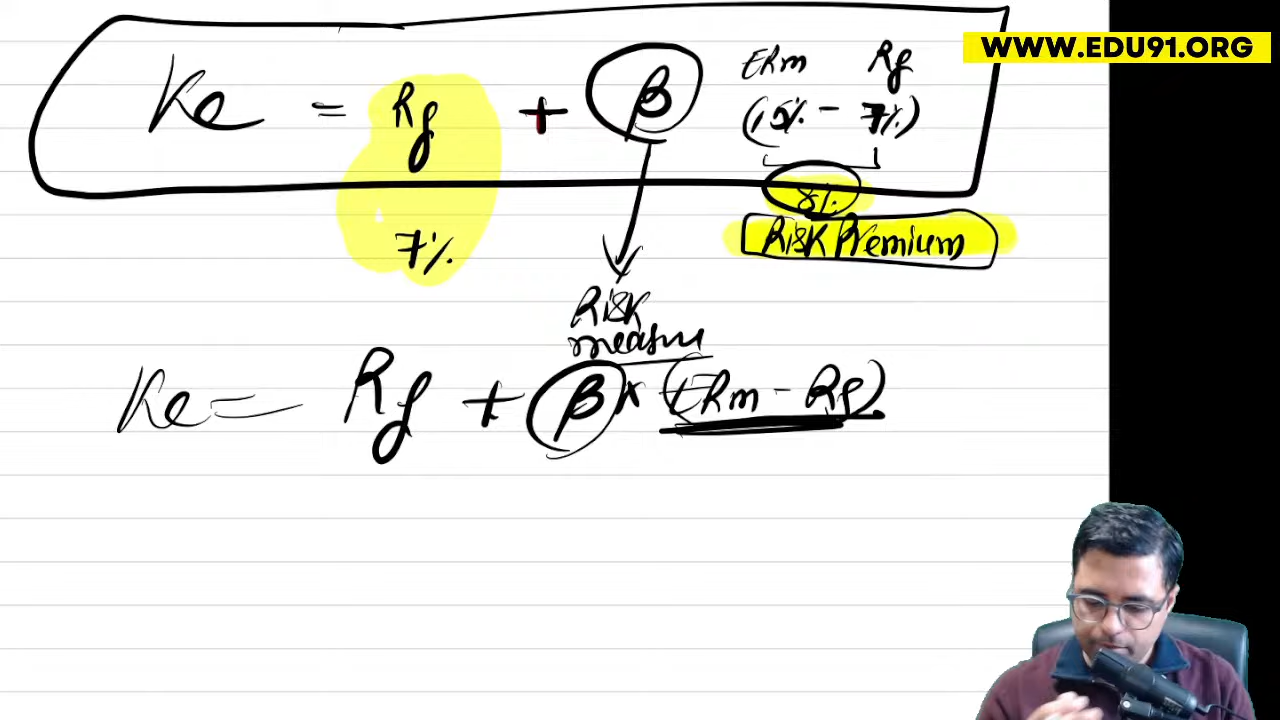 WWW.EDU91.ORG
ERm Rf
Ke = Rf + β (15% - 7%)
8%
7% Risk Premium
Risk
measure
Ke = Rf + β x (ERm - Rf)